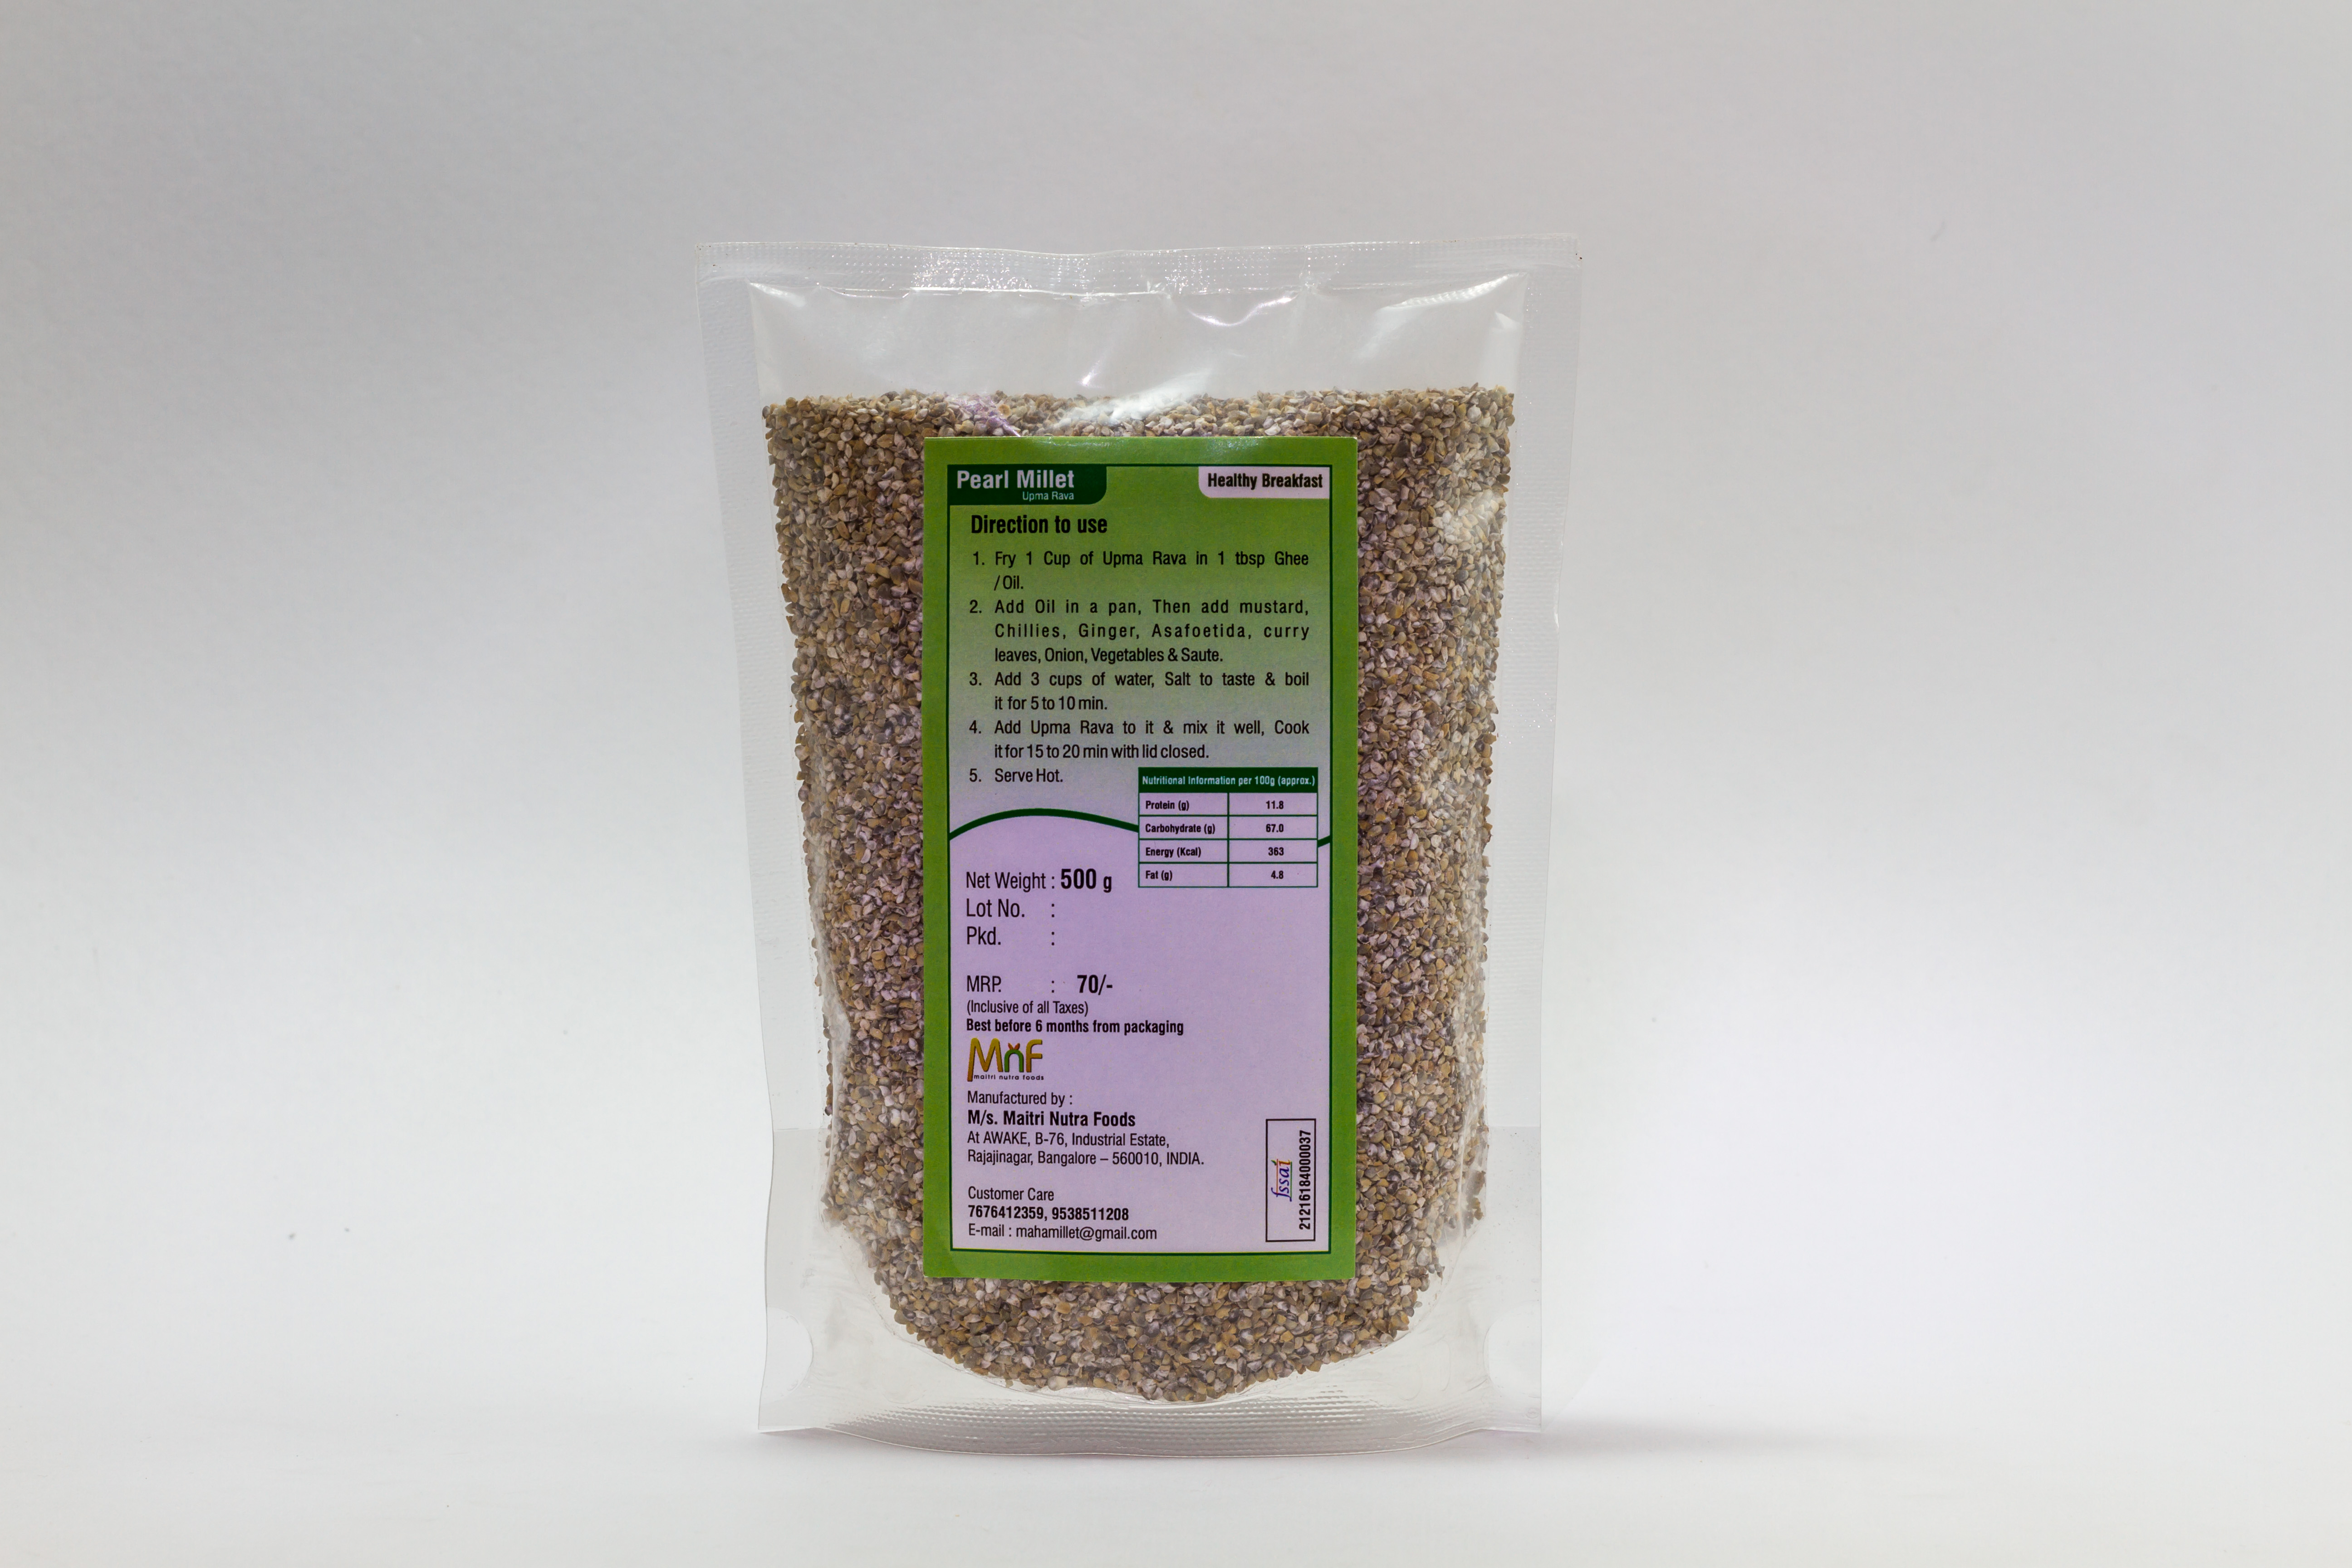 Pearl Millet
Upma Rava
Healthy Breakfast
Direction to use
1. Fry 1 Cup of Upma Rava in 1 tbsp Ghee
/ Oil.
2. Add Oil in a pan, Then add mustard,
Chillies, Ginger, Asafoetida, curry
leaves, Onion, Vegetables & Saute.
3. Add 3 cups of water, Salt to taste & boil
it for 5 to 10 min.
4. Add Upma Rava to it & mix it well, Cook
it for 15 to 20 min with lid closed.
5. Serve Hot.
Nutritional Information per 100g (approx.)
Protein (g) 11.8
Carbohydrate (g) 67.0
Energy (Kcal) 363
Fat (g) 4.8
Net Weight : 500 g
Lot No. :
Pkd. :
MRP. : 70/-
(Inclusive of all Taxes)
Best before 6 months from packaging
MnF
maitri nutra foods
Manufactured by :
M/s. Maitri Nutra Foods
At AWAKE, B-76, Industrial Estate,
Rajajinagar, Bangalore – 560010, INDIA.
Customer Care
7676412359, 9538511208
E-mail : mahamillet@gmail.com
fssai
21216184000037